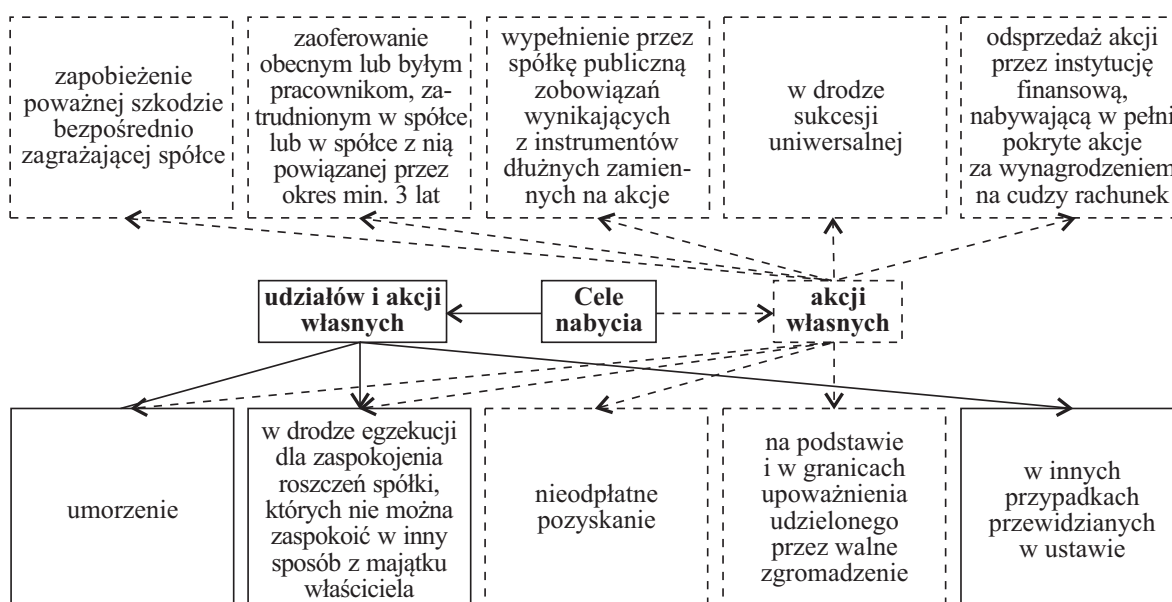 zapobieżenie
poważnej szkodzie
bezpośrednio
zagrażającej spółce
zaoferowanie
obecnym lub byłym
pracownikom, za-
trudnionym w spółce
lub w spółce z nią
powiązanej przez
okres min. 3 lat
wypełnienie przez
spółkę publiczną
zobowiązań
wynikających
z instrumentów
dłużnych zamien-
nych na akcje
w drodze
sukcesji
uniwersalnej
odsprzedaż akcji
przez instytucję
finansową,
nabywającą w pełni
pokryte akcje
za wynagrodzeniem
na cudzy rachunek
udziałów i akcji
własnych
Cele
nabycia
akcji
własnych
umorzenie
w drodze egzekucji
dla zaspokojenia
roszczeń spółki,
których nie można
zaspokoić w inny
sposób z majątku
właściciela
nieodpłatne
pozyskanie
na podstawie
i w granicach
upoważnienia
udzielonego
przez walne
zgromadzenie
w innych
przypadkach
przewidzianych
w ustawie